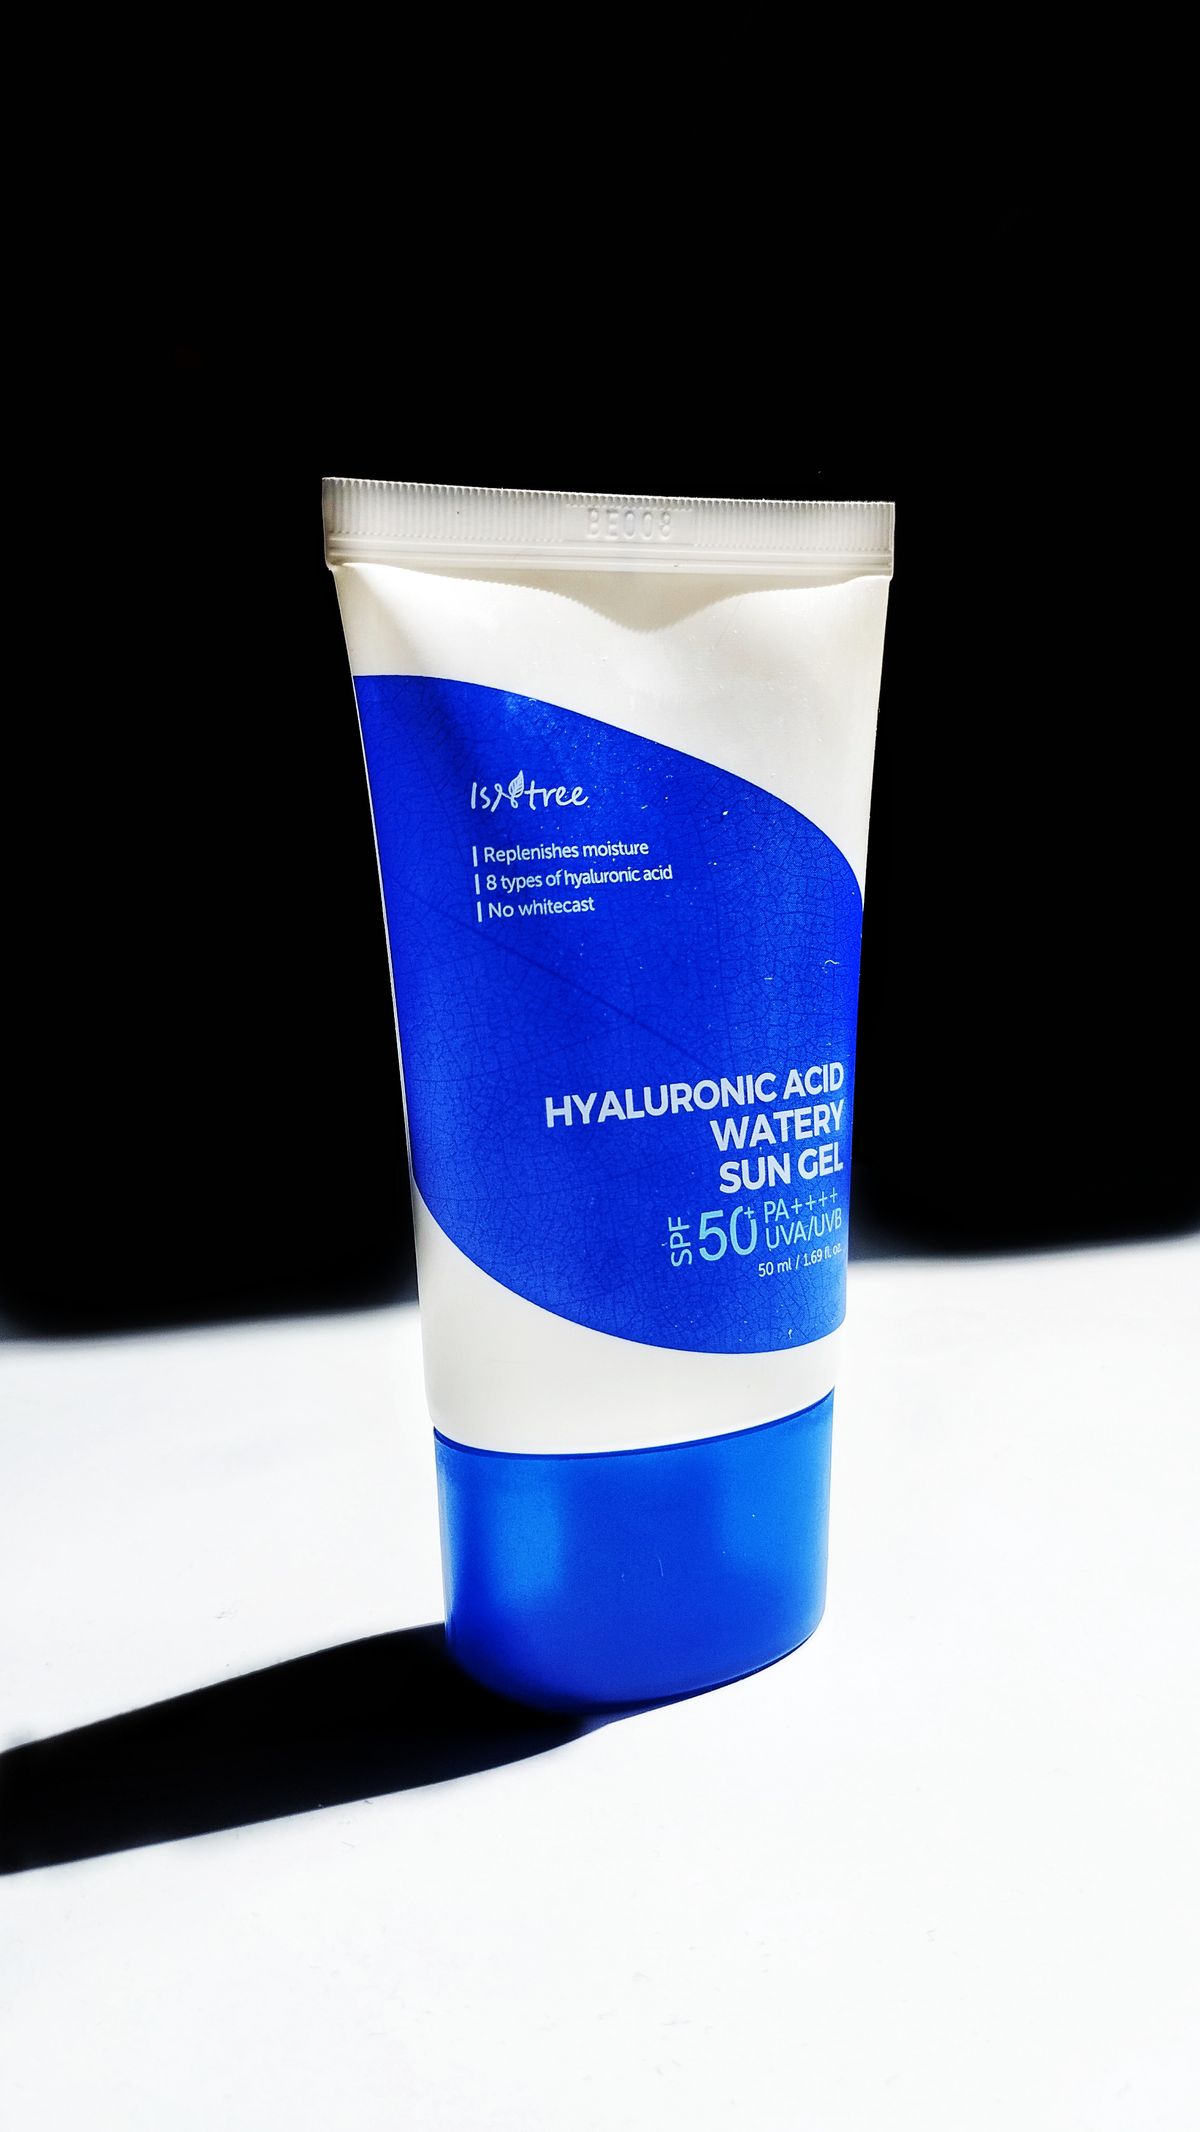 BE008
Isntree
Replenishes moisture
8 types of hyaluronic acid
No whitecast
HYALURONIC ACID
WATERY
SUN GEL
SPF 50+ PA++++
UVA/UVB
50 ml / 1.69 fl. oz.